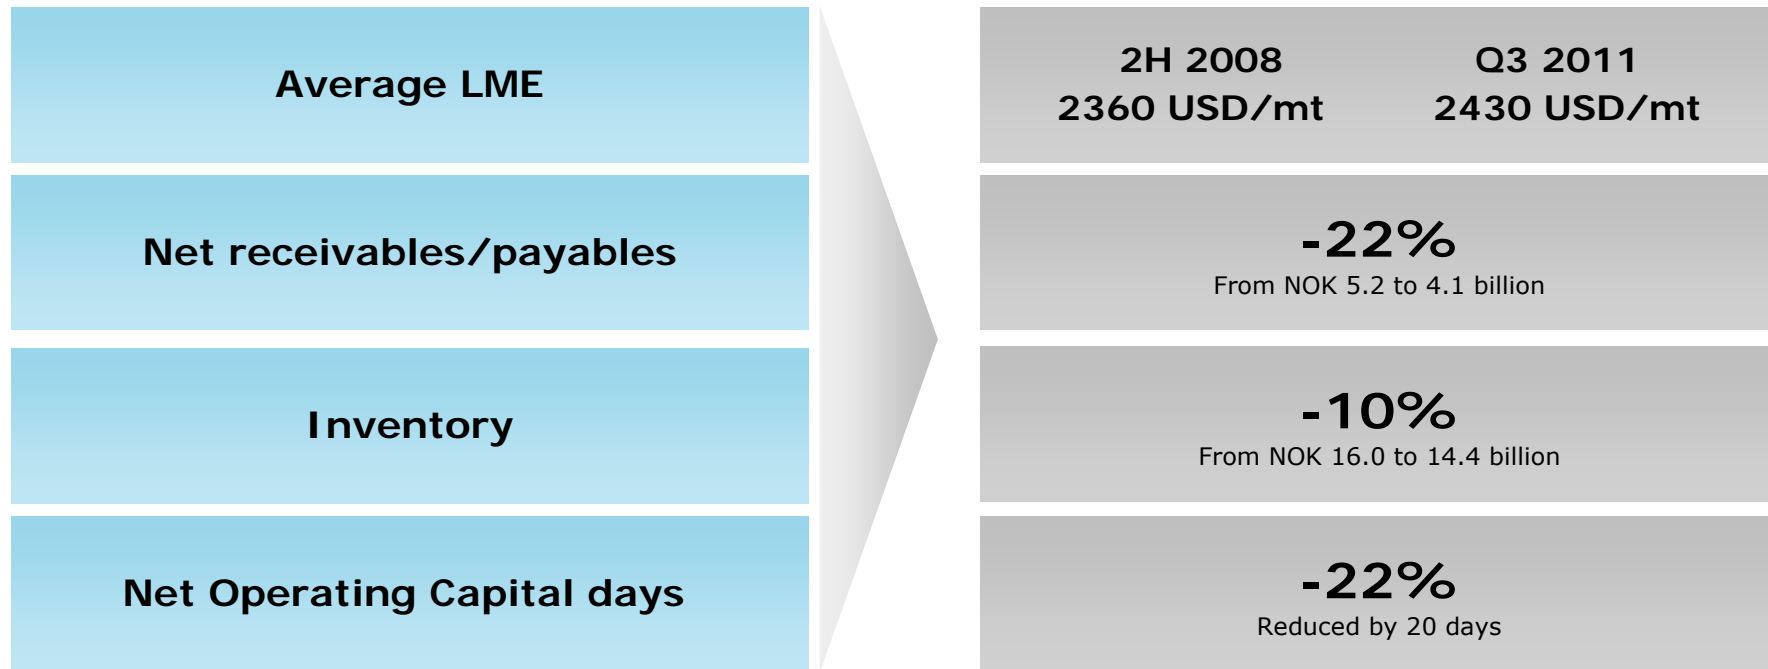 Average LME
2H 2008
2360 USD/mt
Q3 2011
2430 USD/mt
Net receivables/payables
-22%
From NOK 5.2 to 4.1 billion
Inventory
-10%
From NOK 16.0 to 14.4 billion
Net Operating Capital days
-22%
Reduced by 20 days